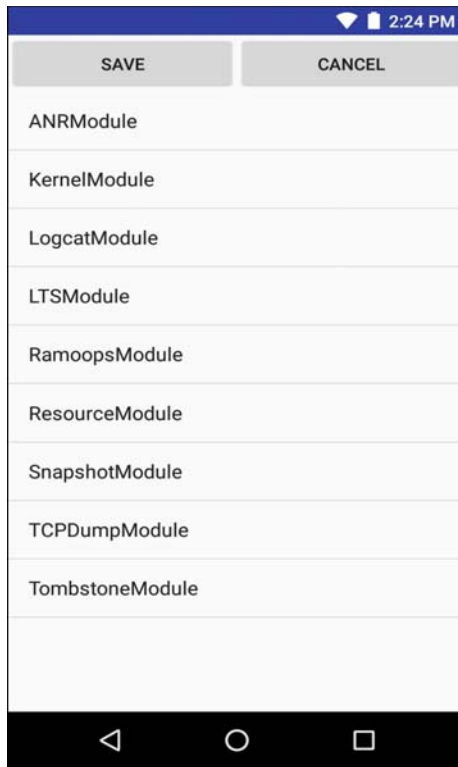 2:24 PM
SAVE CANCEL
ANRModule
KernelModule
LogcatModule
LTSModule
RamoopsModule
ResourceModule
SnapshotModule
TCPDumpModule
TombstoneModule